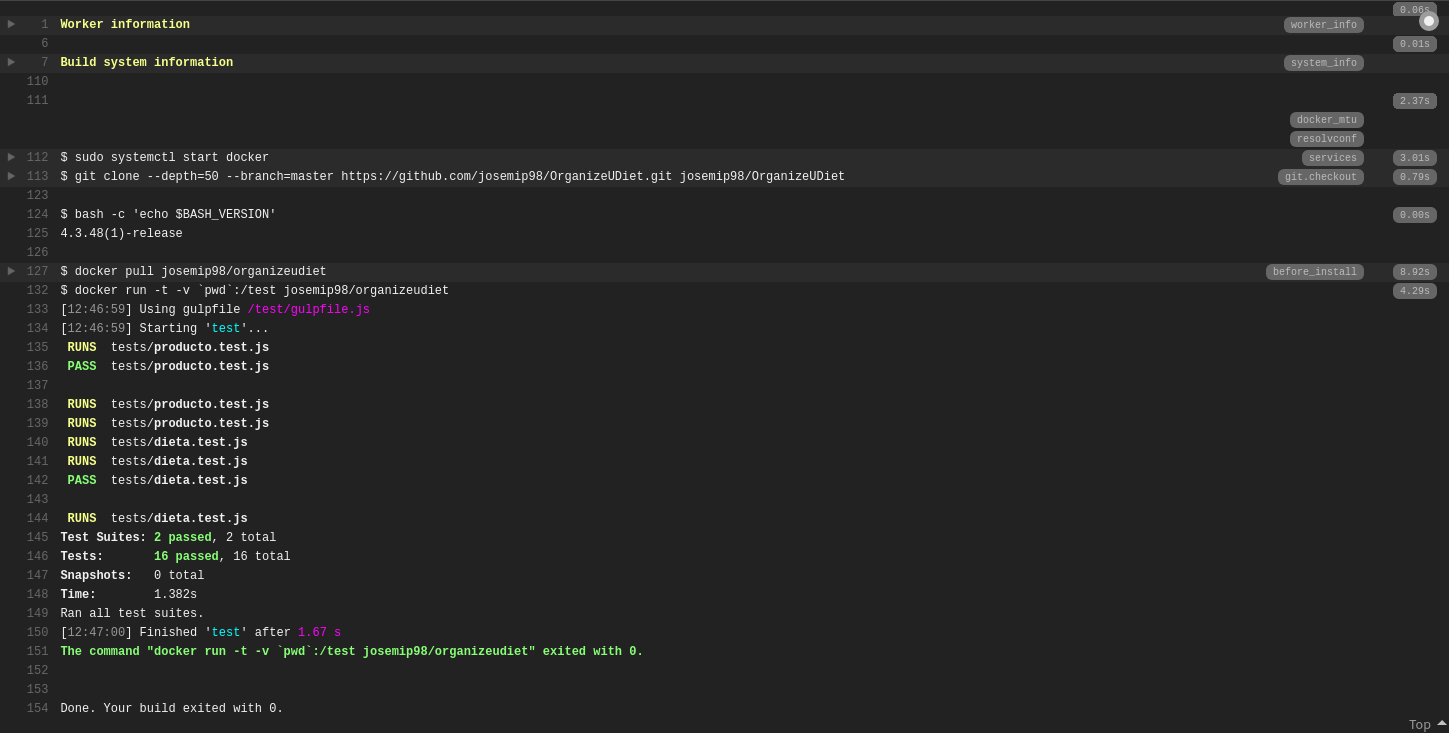 0.06s
1 Worker information worker_info
6 0.01s
7 Build system information system_info
110
111 2.37s
docker_mtu
resolvconf
112 $ sudo systemctl start docker services 3.01s
113 $ git clone --depth=50 --branch=master https://github.com/josemip98/OrganizeUDiet.git josemip98/OrganizeUDiet git.checkout 0.79s
123
124 $ bash -c 'echo $BASH_VERSION' 0.00s
125 4.3.48(1)-release
126
127 $ docker pull josemip98/organizeudiet before_install 8.92s
132 $ docker run -t -v `pwd`:/test josemip98/organizeudiet 4.29s
133 [12:46:59] Using gulpfile /test/gulpfile.js
134 [12:46:59] Starting 'test'...
135 RUNS tests/producto.test.js
136 PASS tests/producto.test.js
137
138 RUNS tests/producto.test.js
139 RUNS tests/producto.test.js
140 RUNS tests/dieta.test.js
141 RUNS tests/dieta.test.js
142 PASS tests/dieta.test.js
143
144 RUNS tests/dieta.test.js
145 Test Suites: 2 passed, 2 total
146 Tests: 16 passed, 16 total
147 Snapshots: 0 total
148 Time: 1.382s
149 Ran all test suites.
150 [12:47:00] Finished 'test' after 1.67 s
151 The command "docker run -t -v `pwd`:/test josemip98/organizeudiet" exited with 0.
152
153
154 Done. Your build exited with 0.
Top